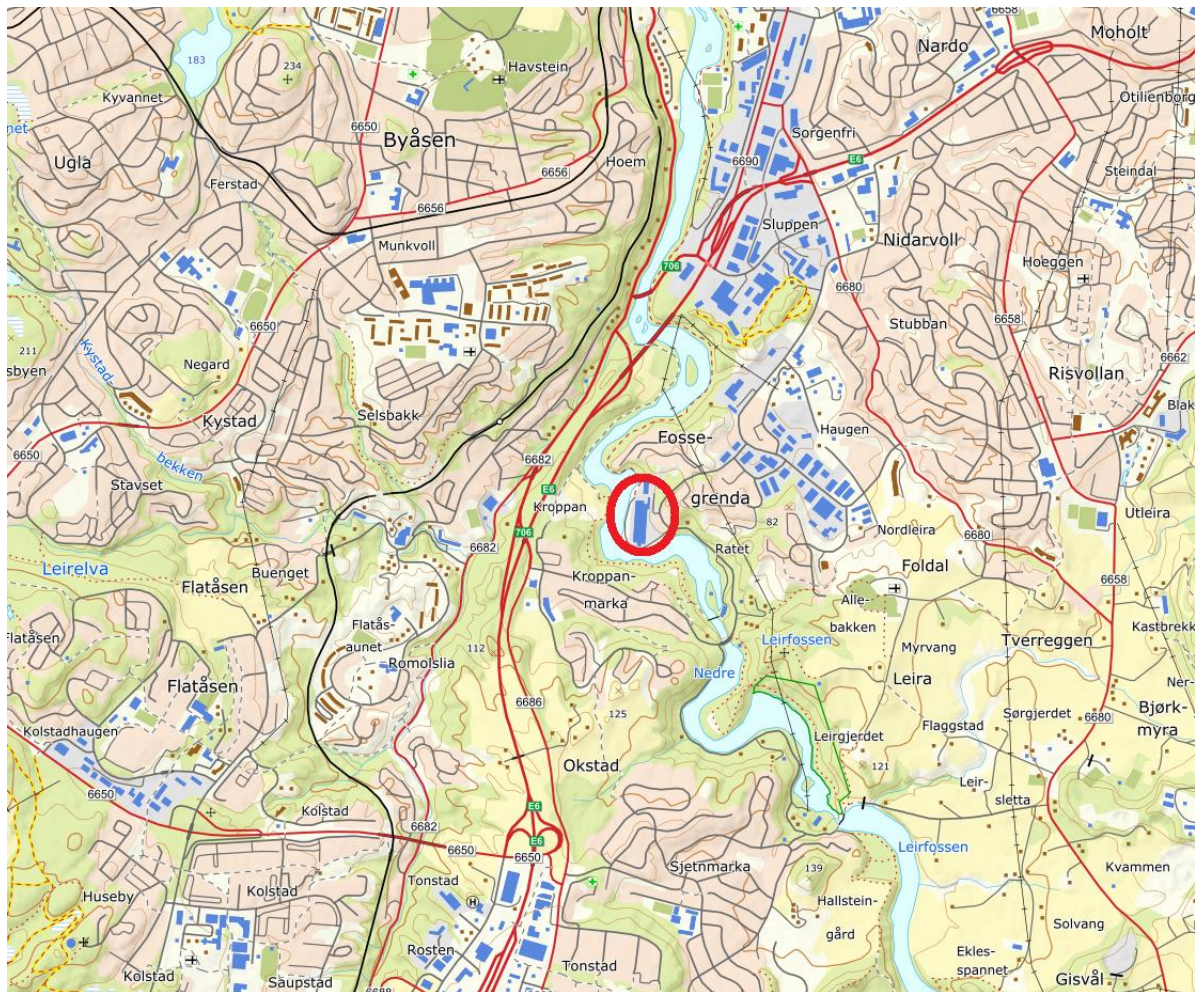 6658
Moholt
Nardo
183
234
Havstein
Kyvannet
6650
Otilienborg
Byåsen
Sorgenfri
6690
E6
Ugla
Hoem
6656
Steindal
Ferstad
6656
Sluppen
Munkvoll
Nidarvoll
706
Hoeggen
6680
6650
6658
Stubban
211
Kystad-
6662
Negard
Risvollan
Selsbakk
Blak
Kystad
Fosse-
Haugen
6650
bekken
6682
Stavset
E6
grenda
Kroppan
Utleira
82
Nordleira
706
6680
6682
Ratet
Foldal
Leirelva
Buenget
Kroppan-
marka
6658
Flatåsen
Alle-
bakken
Kastbrekk
Flatås-
aunet
Leirfossen
Tverreggen
Flatåsen
112
Myrvang
Romolslia
Nedre
Leira
Ner-
Flatåsen
6686
Sørgjerdet
Bjørk-
myra
125
Flaggstad
6680
Kolstadhaugen
Leirgjerdet
Okstad
121
Leir-
sletta
6650
E6
Kolstad
6682
E6
Leirfossen
6650
6650
Sjetnmarka
139
Kvammen
Tonstad
Kolstad
Huseby
H
Hallstein-
gård
Solvang
Rosten
Ekles-
spannet
Kolstad
Tonstad
Saupstad
Gisvål